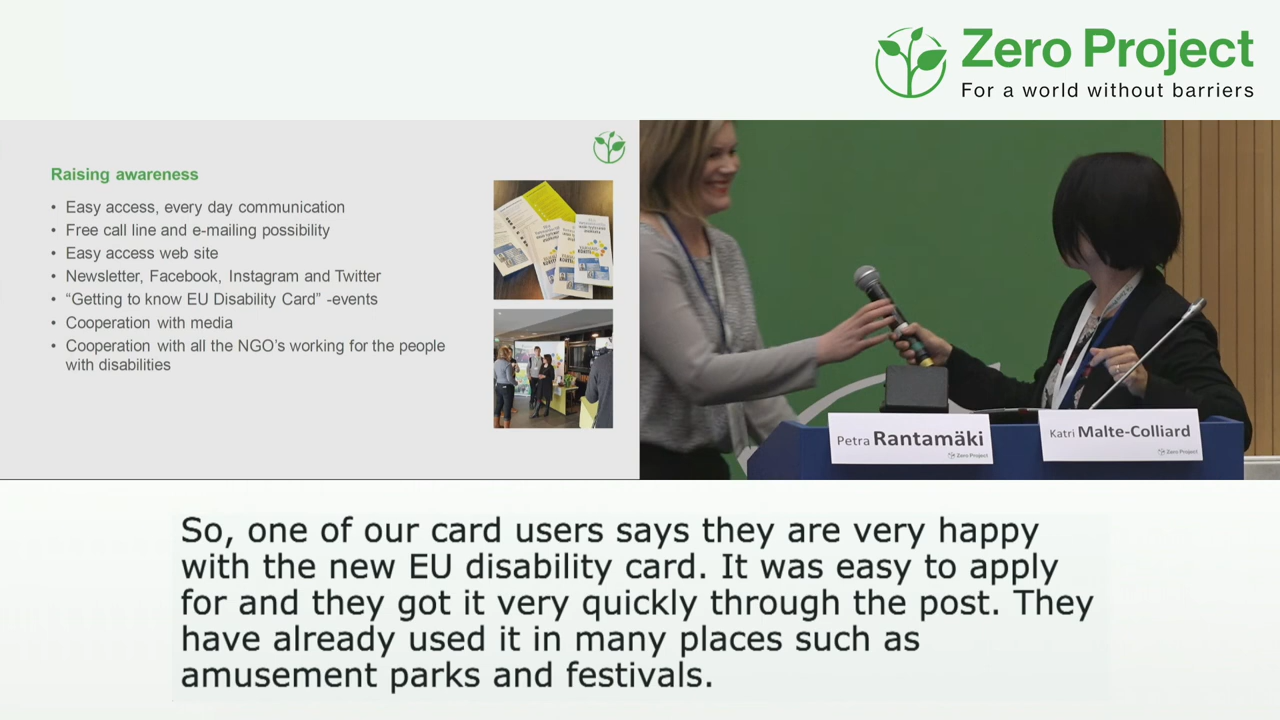 Zero Project
For a world without barriers
Raising awareness
• Easy access, every day communication
• Free call line and e-mailing possibility
• Easy access web site
• Newsletter, Facebook, Instagram and Twitter
• “Getting to know EU Disability Card” -events
• Cooperation with media
• Cooperation with all the NGO’s working for the people
with disabilities
Petra Rantamäki
Zero Project
Katri Malte-Colliard
Zero Project
So, one of our card users says they are very happy
with the new EU disability card. It was easy to apply
for and they got it very quickly through the post. They
have already used it in many places such as
amusement parks and festivals.